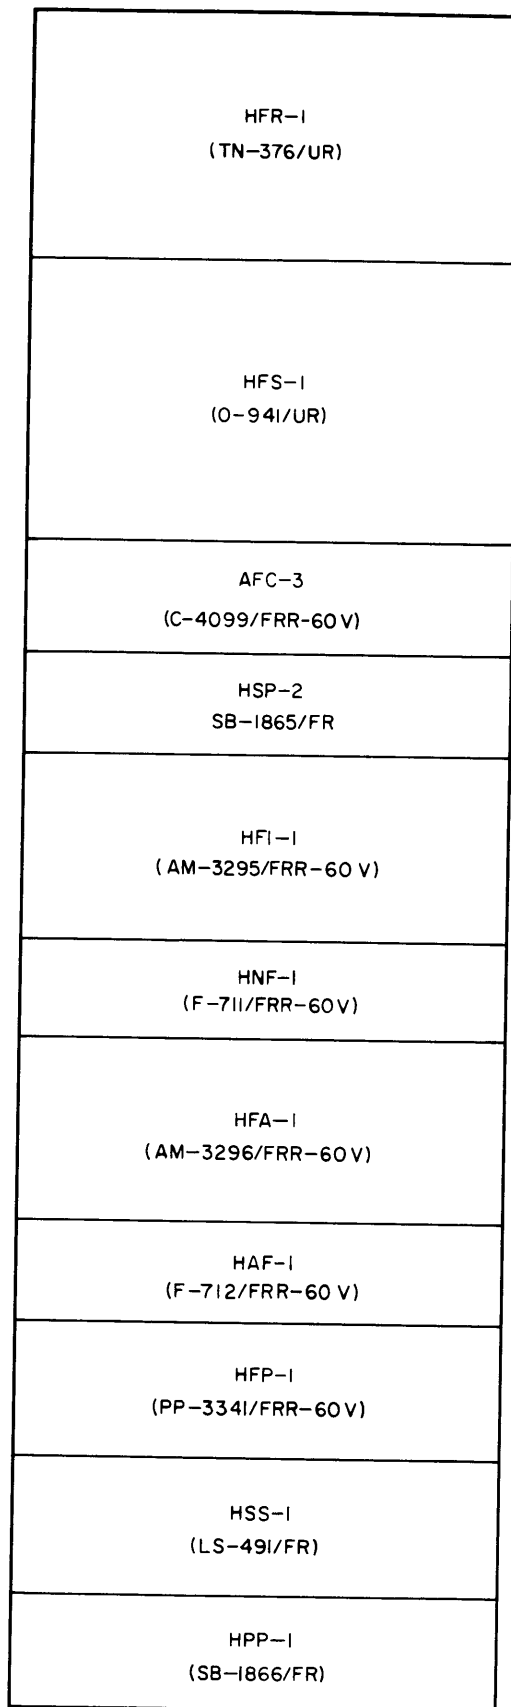 HFR-1
(TN-376/UR)
HFS-1
(O-941/UR)
AFC-3
(C-4099/FRR-60V)
HSP-2
SB-1865/FR
HFI-1
(AM-3295/FRR-60V)
HNF-1
(F-711/FRR-60V)
HFA-1
(AM-3296/FRR-60V)
HAF-1
(F-712/FRR-60V)
HFP-1
(PP-3341/FRR-60V)
HSS-1
(LS-491/FR)
HPP-1
(SB-1866/FR)